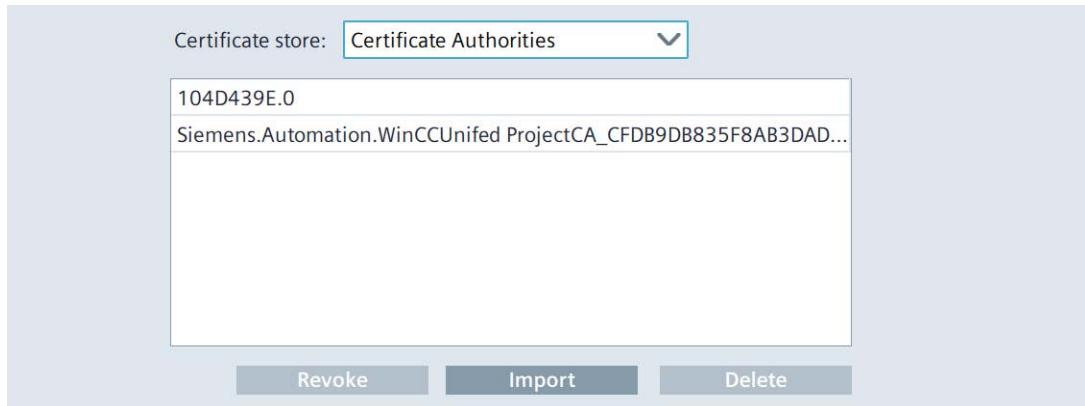 Certificate store: Certificate Authorities
104D439E.0
Siemens.Automation.WinCCUnifed ProjectCA_CFDB9DB835F8AB3DAD...
Revoke Import Delete